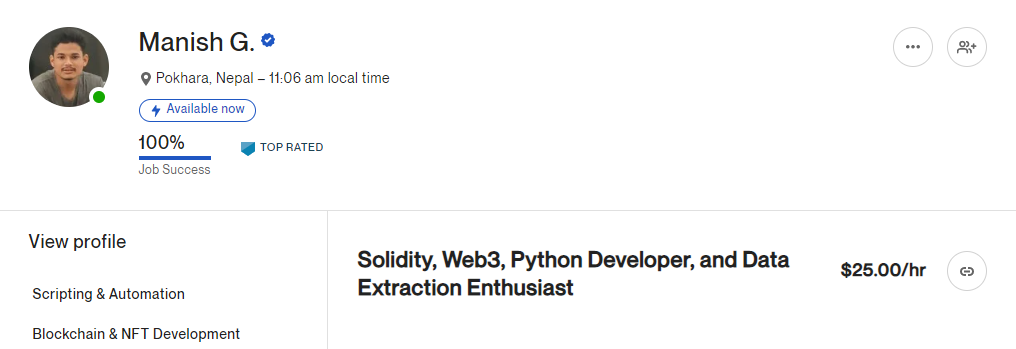 Manish G.
Pokhara, Nepal – 11:06 am local time
Available now
100%
TOP RATED
Job Success
View profile
Scripting & Automation
Blockchain & NFT Development
Solidity, Web3, Python Developer, and Data
Extraction Enthusiast
$25.00/hr